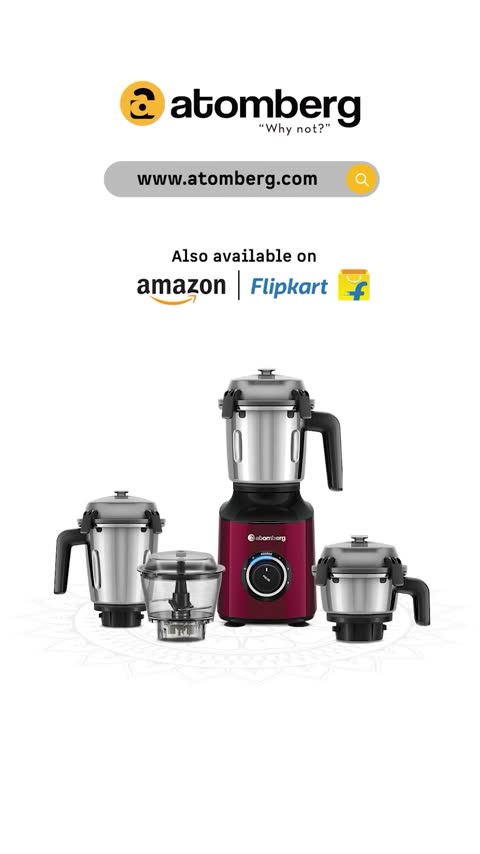 atomberg
"Why not?"
www.atomberg.com
Also available on
amazon | Flipkart
atomberg